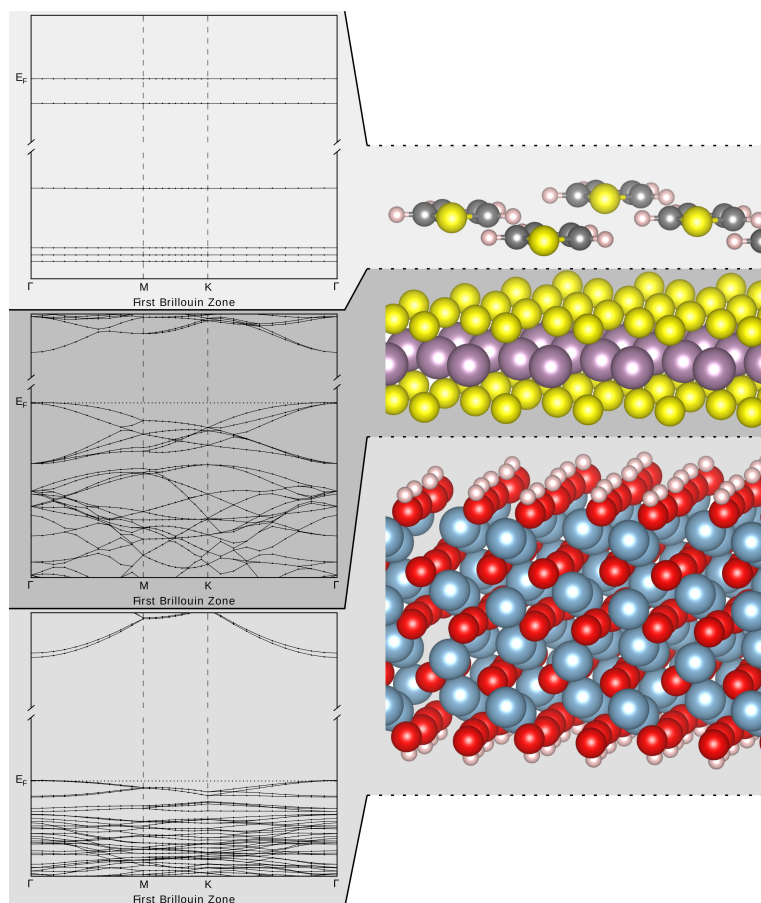 E_F
Γ M K Γ
First Brillouin Zone
E_F
Γ M K Γ
First Brillouin Zone
E_F
Γ M K Γ
First Brillouin Zone